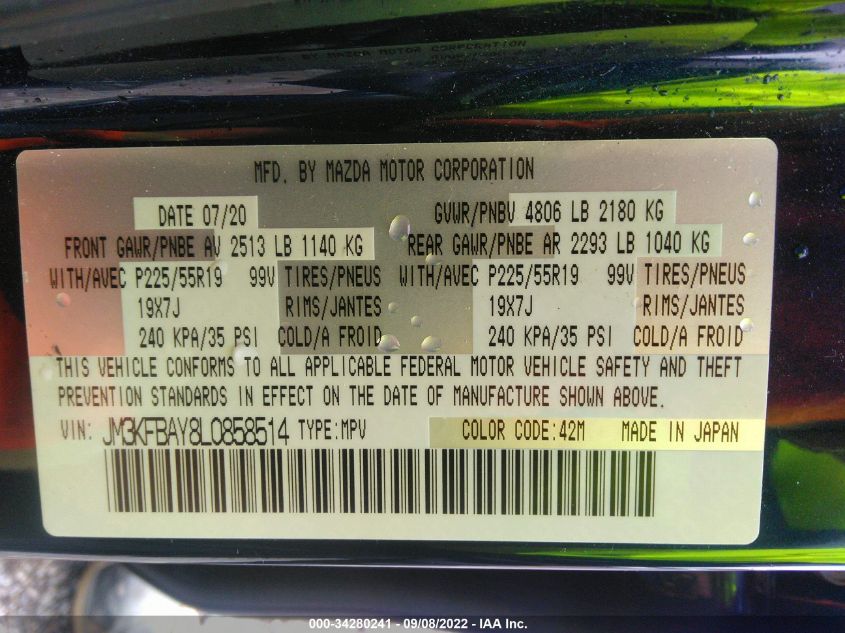 MFD. BY MAZDA MOTOR CORPORATION
DATE 07/20 GVWR/PNBV 4806 LB 2180 KG
FRONT GAWR/PNBE AV 2513 LB 1140 KG REAR GAWR/PNBE AR 2293 LB 1040 KG
WITH/AVEC P225/55R19 99V TIRES/PNEUS WITH/AVEC P225/55R19 99V TIRES/PNEUS
19X7J RIMS/JANTES 19X7J RIMS/JANTES
240 KPA/35 PSI COLD/A FROID 240 KPA/35 PSI COLD/A FROID
THIS VEHICLE CONFORMS TO ALL APPLICABLE FEDERAL MOTOR VEHICLE SAFETY AND THEFT
PREVENTION STANDARDS IN EFFECT ON THE DATE OF MANUFACTURE SHOWN ABOVE.
VIN: JM3KFBAY8L0858514 TYPE:MPV COLOR CODE:42M MADE IN JAPAN
000-34280241 - 09/08/2022 - IAA Inc.